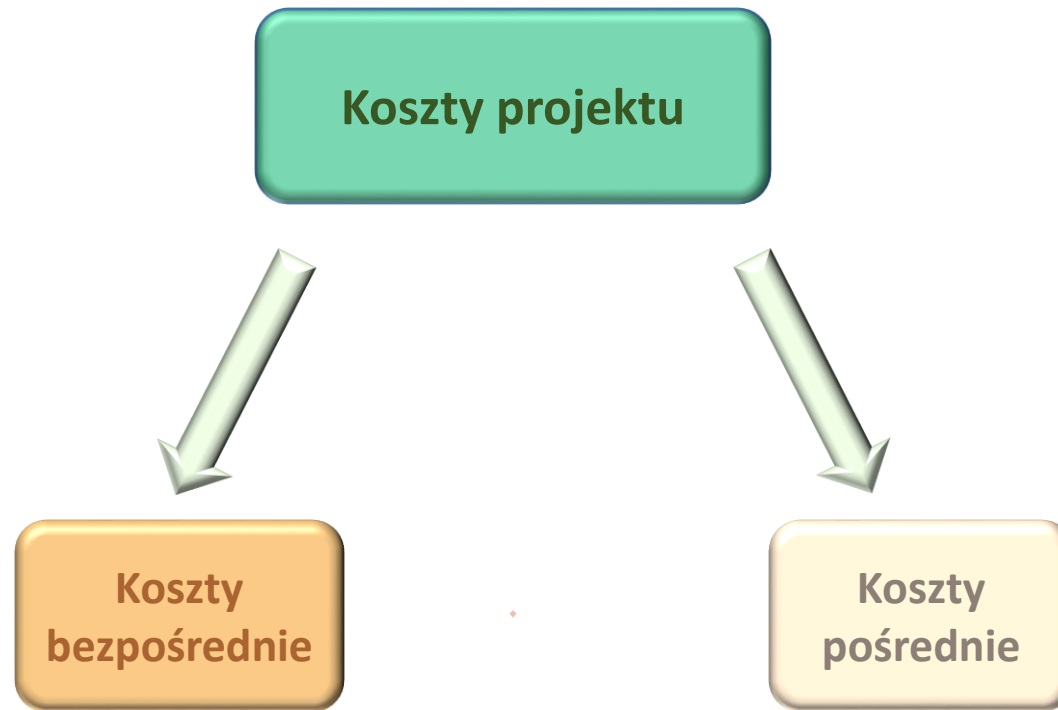 Koszty projektu
Koszty
bezpośrednie
Koszty
pośrednie